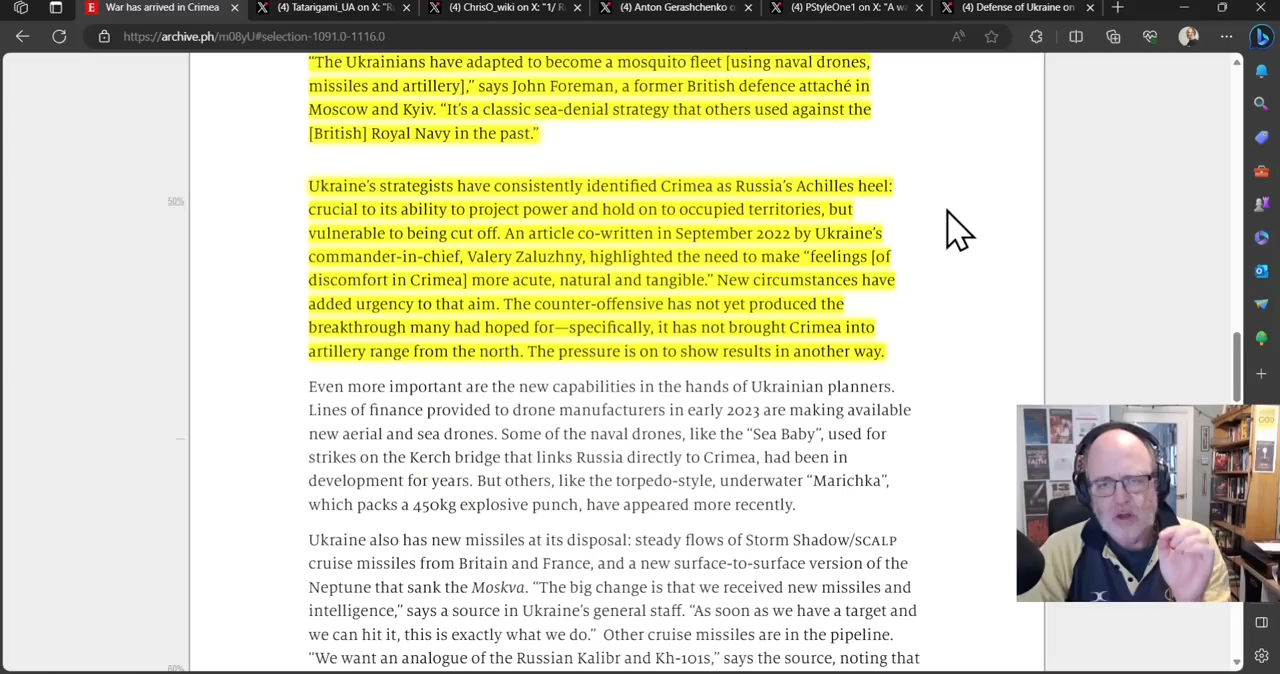 War has arrived in Crimea
(4) Tatarigami_UA on X: "R
(4) ChrisO_wiki on X: "1/ R
(4) Anton Gerashchenko o
(4) PStyleOne1 on X: "A wa
(4) Defense of Ukraine on
https://archive.ph/m08yU#selection-1091.0-1116.0
“The Ukrainians have adapted to become a mosquito fleet [using naval drones,
missiles and artillery],” says John Foreman, a former British defence attaché in
Moscow and Kyiv. “It’s a classic sea-denial strategy that others used against the
[British] Royal Navy in the past.”
Ukraine’s strategists have consistently identified Crimea as Russia’s Achilles heel:
crucial to its ability to project power and hold on to occupied territories, but
vulnerable to being cut off. An article co-written in September 2022 by Ukraine’s
commander-in-chief, Valery Zaluzhny, highlighted the need to make “feelings [of
discomfort in Crimea] more acute, natural and tangible.” New circumstances have
added urgency to that aim. The counter-offensive has not yet produced the
breakthrough many had hoped for—specifically, it has not brought Crimea into
artillery range from the north. The pressure is on to show results in another way.
50%
Even more important are the new capabilities in the hands of Ukrainian planners.
Lines of finance provided to drone manufacturers in early 2023 are making available
new aerial and sea drones. Some of the naval drones, like the “Sea Baby”, used for
strikes on the Kerch bridge that links Russia directly to Crimea, had been in
development for years. But others, like the torpedo-style, underwater “Marichka”,
which packs a 450kg explosive punch, have appeared more recently.
Ukraine also has new missiles at its disposal: steady flows of Storm Shadow/SCALP
cruise missiles from Britain and France, and a new surface-to-surface version of the
Neptune that sank the Moskva. “The big change is that we received new missiles and
intelligence,” says a source in Ukraine’s general staff. “As soon as we have a target and
we can hit it, this is exactly what we do.” Other cruise missiles are in the pipeline.
“We want an analogue of the Russian Kalibr and Kh-101s,” says the source, noting that
60%